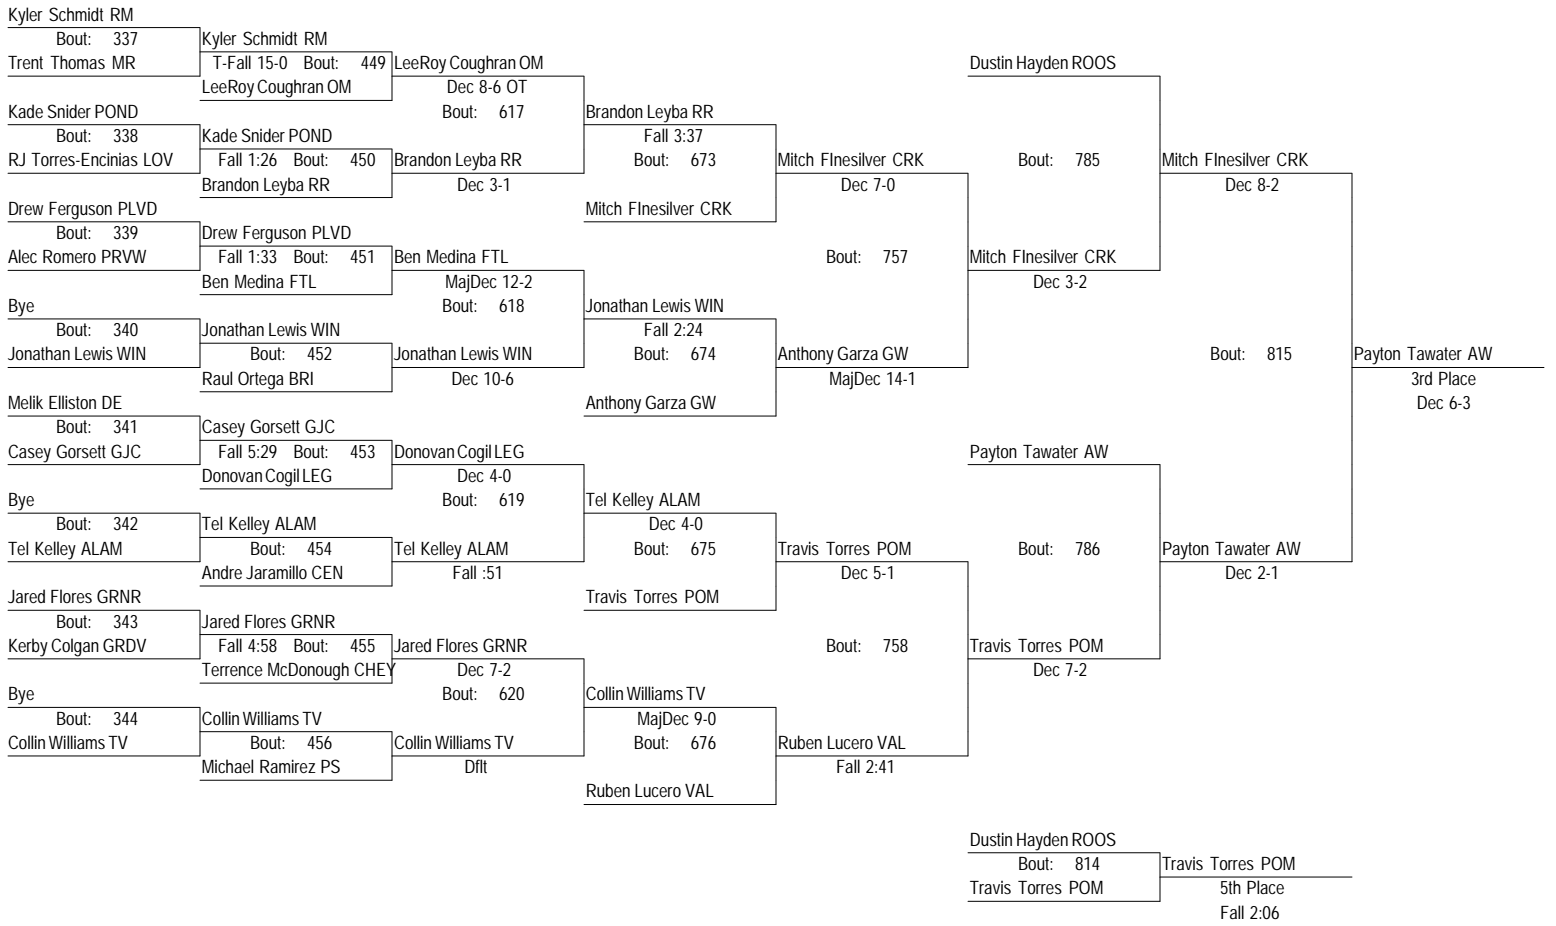 Kyler Schmidt RM
Bout: 337
Trent Thomas MR
Kade Snider POND
Bout: 338
RJ Torres-Encinias LOV
Drew Ferguson PLVD
Bout: 339
Alec Romero PRVW
Bye
Bout: 340
Jonathan Lewis WIN
Melik Elliston DE
Bout: 341
Casey Gorsett GJC
Bye
Bout: 342
Tel Kelley ALAM
Jared Flores GRNR
Bout: 343
Kerby Colgan GRDV
Bye
Bout: 344
Collin Williams TV
Kyler Schmidt RM
T-Fall 15-0 Bout: 449
LeeRoy Coughran OM
Kade Snider POND
Fall 1:26 Bout: 450
Brandon Leyba RR
Drew Ferguson PLVD
Fall 1:33 Bout: 451
Ben Medina FTL
Jonathan Lewis WIN
Bout: 452
Raul Ortega BRI
Casey Gorsett GJC
Fall 5:29 Bout: 453
Donovan Cogil LEG
Tel Kelley ALAM
Bout: 454
Andre Jaramillo CEN
Jared Flores GRNR
Fall 4:58 Bout: 455
Terrence McDonough CHEY
Collin Williams TV
Bout: 456
Michael Ramirez PS
LeeRoy Coughran OM
Dec 8-6 OT
Bout: 617
Brandon Leyba RR
Dec 3-1
Ben Medina FTL
MajDec 12-2
Bout: 618
Jonathan Lewis WIN
Dec 10-6
Donovan Cogil LEG
Dec 4-0
Bout: 619
Tel Kelley ALAM
Fall :51
Jared Flores GRNR
Dec 7-2
Bout: 620
Collin Williams TV
Dflt
Brandon Leyba RR
Fall 3:37
Bout: 673
Mitch FInesilver CRK
Jonathan Lewis WIN
Fall 2:24
Bout: 674
Anthony Garza GW
Tel Kelley ALAM
Dec 4-0
Bout: 675
Travis Torres POM
Collin Williams TV
MajDec 9-0
Bout: 676
Ruben Lucero VAL
Mitch FInesilver CRK
Dec 7-0
Bout: 757
Anthony Garza GW
MajDec 14-1
Travis Torres POM
Dec 5-1
Bout: 758
Ruben Lucero VAL
Fall 2:41
Dustin Hayden ROOS
Bout: 785
Mitch FInesilver CRK
Dec 3-2
Payton Tawater AW
Bout: 786
Travis Torres POM
Dec 7-2
Mitch FInesilver CRK
Dec 8-2
Bout: 815
Payton Tawater AW
Dec 2-1
Payton Tawater AW
3rd Place
Dec 6-3
Dustin Hayden ROOS
Bout: 814
Travis Torres POM
Travis Torres POM
5th Place
Fall 2:06